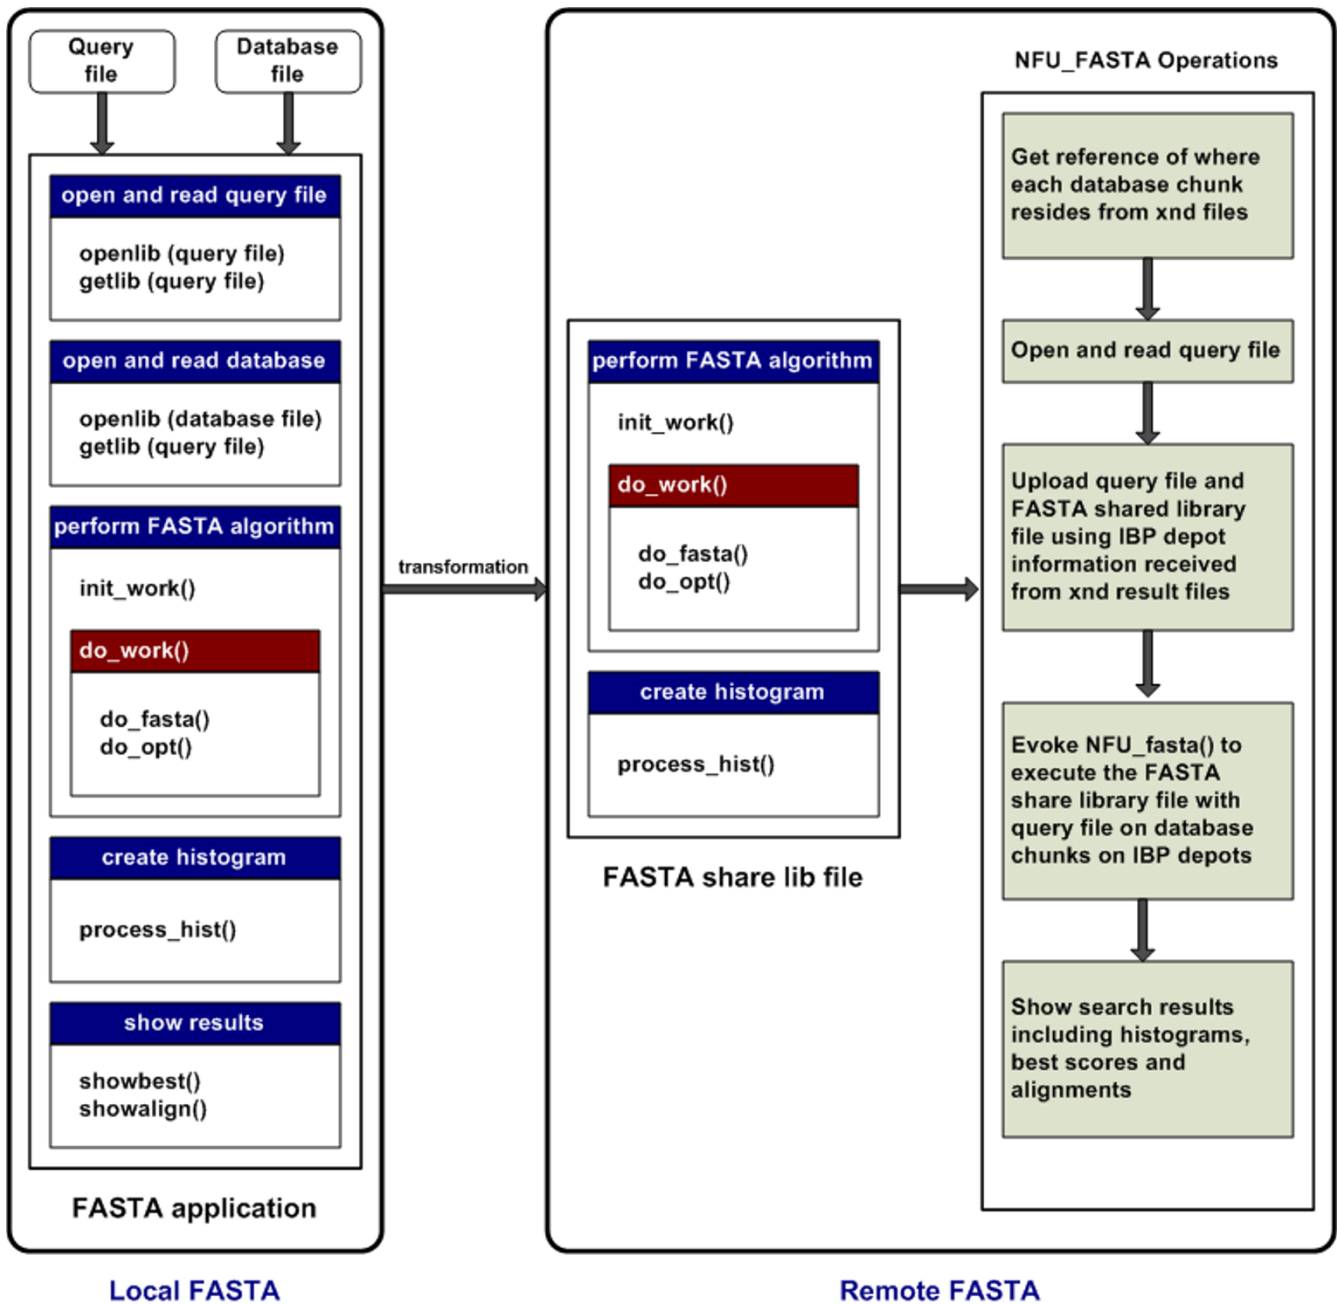 Query
file
Database
file
open and read query file
openlib (query file)
getlib (query file)
open and read database
openlib (database file)
getlib (query file)
perform FASTA algorithm
init_work()
do_work()
do_fasta()
do_opt()
create histogram
process_hist()
show results
showbest()
showalign()
FASTA application
Local FASTA
transformation
perform FASTA algorithm
init_work()
do_work()
do_fasta()
do_opt()
create histogram
process_hist()
FASTA share lib file
NFU_FASTA Operations
Get reference of where
each database chunk
resides from xnd files
Open and read query file
Upload query file and
FASTA shared library
file using IBP depot
information received
from xnd result files
Evoke NFU_fasta() to
execute the FASTA
share library file with
query file on database
chunks on IBP depots
Show search results
including histograms,
best scores and
alignments
Remote FASTA